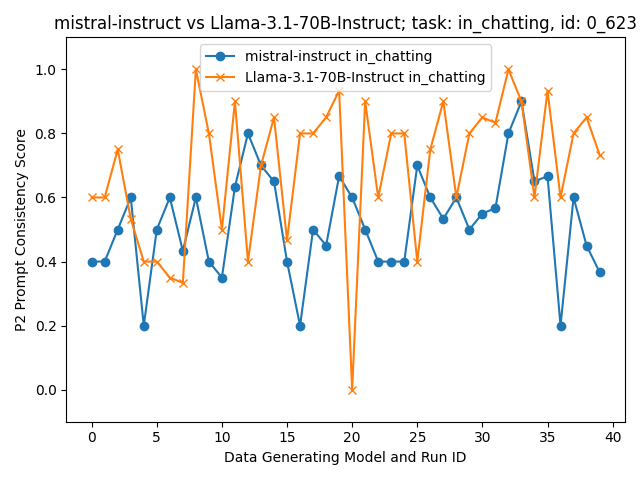 mistral-instruct vs Llama-3.1-70B-Instruct; task: in_chatting, id: 0_623
mistral-instruct in_chatting
Llama-3.1-70B-Instruct in_chatting
P2 Prompt Consistency Score
1.0
0.8
0.6
0.4
0.2
0.0
0 5 10 15 20 25 30 35 40
Data Generating Model and Run ID